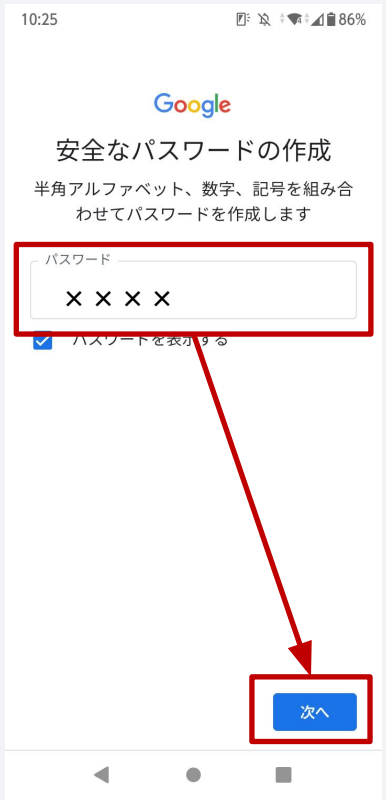 10:25 86%
Google
安全なパスワードの作成
半角アルファベット、数字、記号を組み合
わせてパスワードを作成します
パスワード
××××
パスワードを表示する
次へ